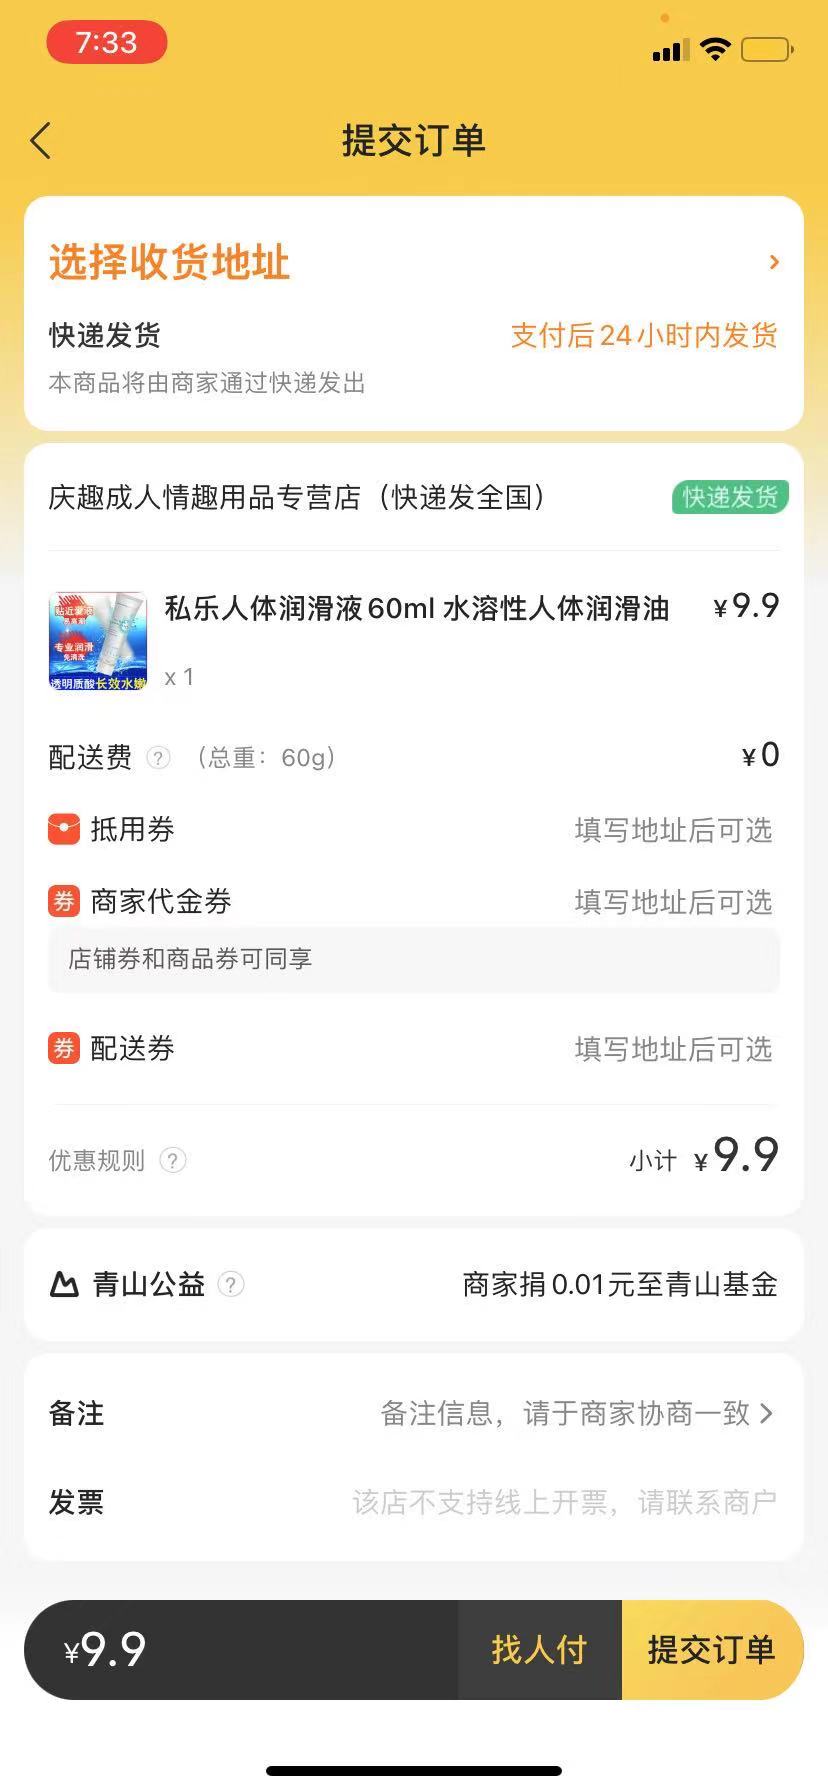 7:33
提交订单
选择收货地址
快递发货 支付后24小时内发货
本商品将由商家通过快递发出
庆趣成人情趣用品专营店（快递发全国） 快递发货
贴近爱液
易高潮
专业润滑
免清洗
透明质酸长效水嫩
私乐人体润滑液60ml 水溶性人体润滑油 ¥9.9
x 1
配送费 ? （总重：60g） ¥0
抵用券 填写地址后可选
券 商家代金券 填写地址后可选
店铺券和商品券可同享
券 配送券 填写地址后可选
优惠规则 ? 小计 ¥9.9
青山公益 ? 商家捐0.01元至青山基金
备注 备注信息，请于商家协商一致
发票 该店不支持线上开票，请联系商户
¥9.9 找人付 提交订单